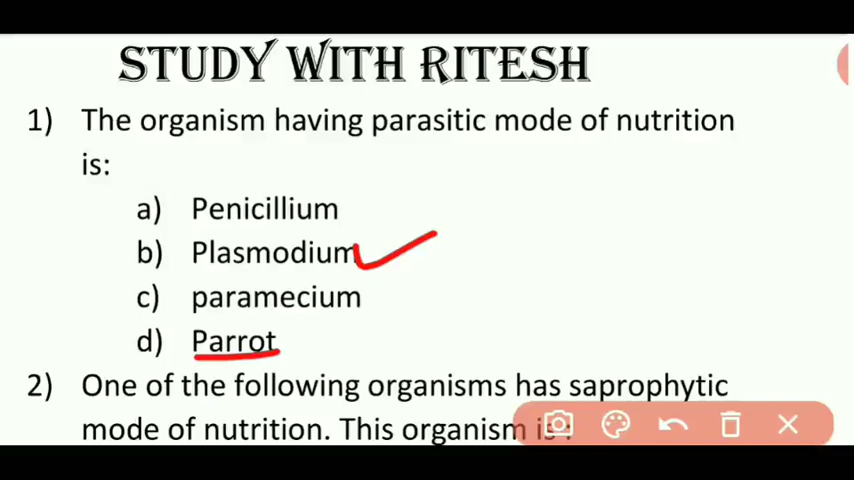 STUDY WITH RITESH
1) The organism having parasitic mode of nutrition
is:
a) Penicillium
b) Plasmodium
c) paramecium
d) Parrot
2) One of the following organisms has saprophytic
mode of nutrition. This organism is :